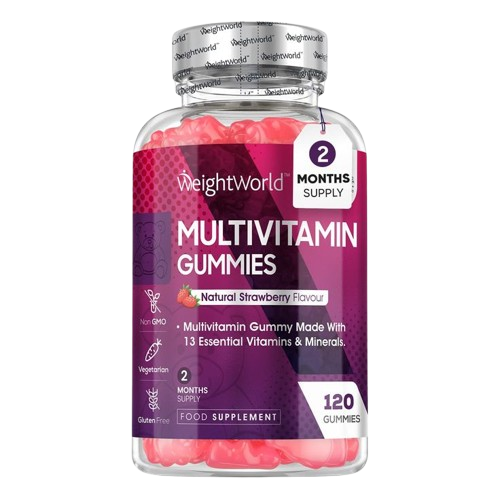 WeightWorld
WeightWorld
WeightWorld
WeightWorld
WeightWorld™
2
MONTHS
SUPPLY
MULTIVITAMIN
GUMMIES
Natural Strawberry Flavour
• Multivitamin Gummy Made With
13 Essential Vitamins & Minerals.
Non GMO
Vegetarian
Gluten Free
2
MONTHS
SUPPLY
FOOD SUPPLEMENT
120
GUMMIES